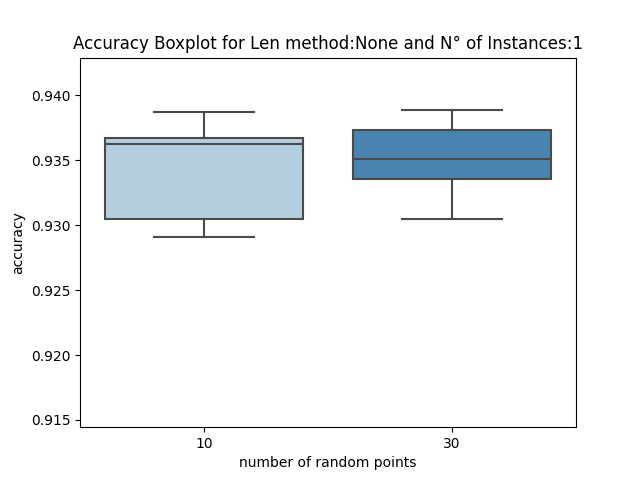 Accuracy Boxplot for Len method:None and N° of Instances:1
0.940
0.935
0.930
0.925
0.920
0.915
accuracy
10 30
number of random points